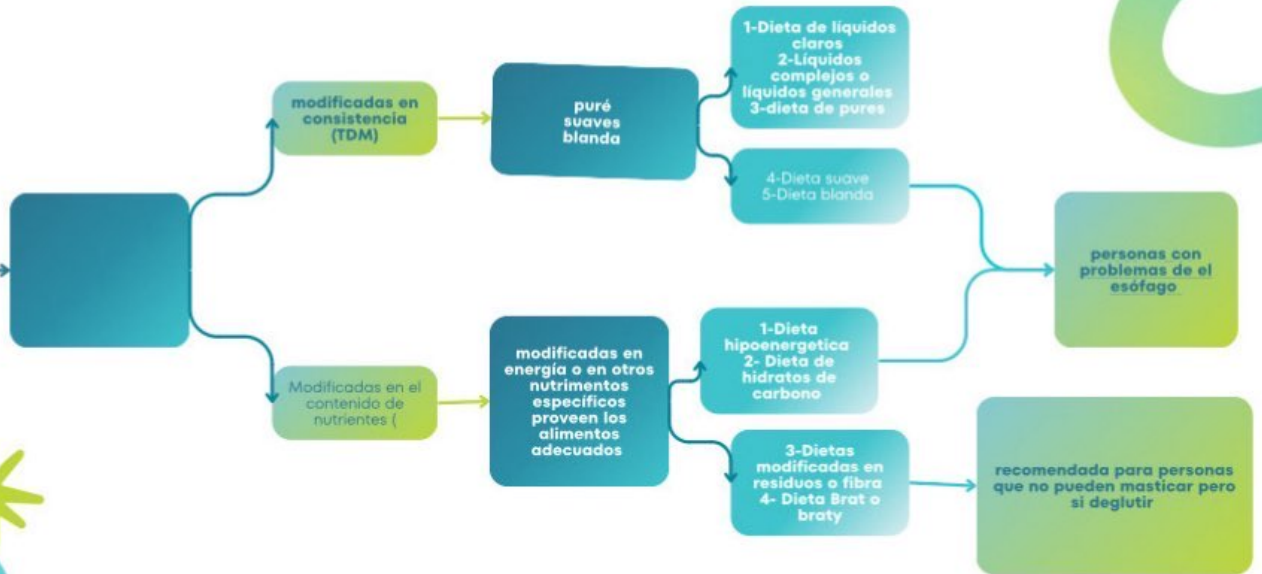 modificadas en
consistencia
(TDM)
puré
suaves
blanda
1-Dieta de líquidos
claros
2-Líquidos
complejos o
líquidos generales
3-dieta de pures
4-Dieta suave
5-Dieta blanda
personas con
problemas de el
esófago
Modificadas en el
contenido de
nutrientes (
modificadas en
energía o en otros
nutrimentos
específicos
proveen los
alimentos
adecuados
1-Dieta
hipoenergetica
2- Dieta de
hidratos de
carbono
3-Dietas
modificadas en
residuos o fibra
4- Dieta Brat o
braty
recomendada para personas
que no pueden masticar pero
si deglutir